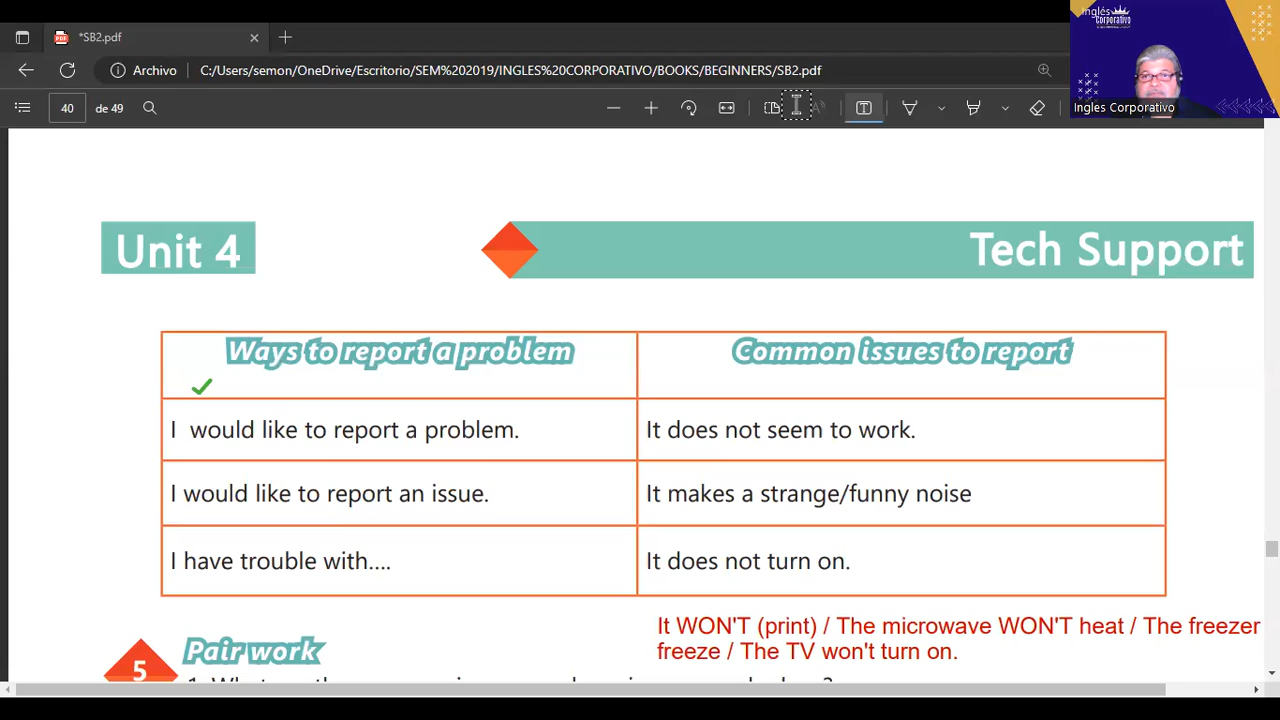 *SB2.pdf
Archivo
C:/Users/semon/OneDrive/Escritorio/SEM%202019/INGLES%20CORPORATIVO/BOOKS/BEGINNERS/SB2.pdf
Inglés
Corporativo
Ingles Corporativo
40
de 49
Unit 4
Tech Support
Ways to report a problem
Common issues to report
I would like to report a problem.
It does not seem to work.
I would like to report an issue.
It makes a strange/funny noise
I have trouble with....
It does not turn on.
It WON'T (print) / The microwave WON'T heat / The freezer
freeze / The TV won't turn on.
5
Pair work